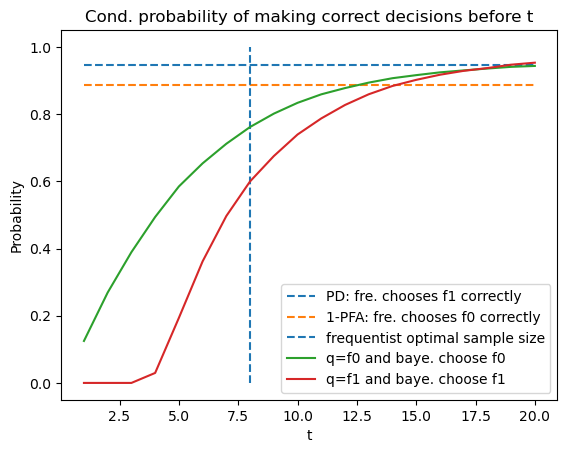 Cond. probability of making correct decisions before t
Probability
1.0
0.8
0.6
0.4
0.2
0.0
PD: fre. chooses f1 correctly
1-PFA: fre. chooses f0 correctly
frequentist optimal sample size
q=f0 and baye. choose f0
q=f1 and baye. choose f1
2.5 5.0 7.5 10.0 12.5 15.0 17.5 20.0
t